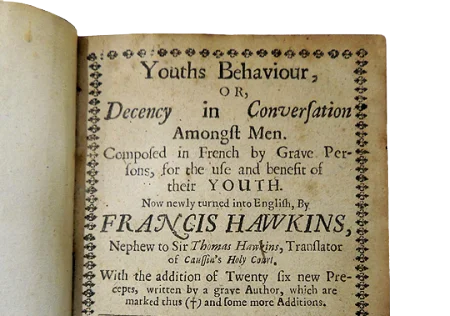 Youths Behaviour,
OR,
Decency in Converſation
Amongſt Men.
Compoſed in French by Grave Per-
ſons, for the uſe and benefit of
their YOUTH.
Now newly turned into Engliſh, By
FRANCIS HAWKINS,
Nephew to Sir Thomas Hawkins, Tranſlator
of Cauſſin's Holy Court.
With the addition of Twenty ſix new Pre-
cepts, written by a grave Author, which are
marked thus (†) and ſome more Additions.